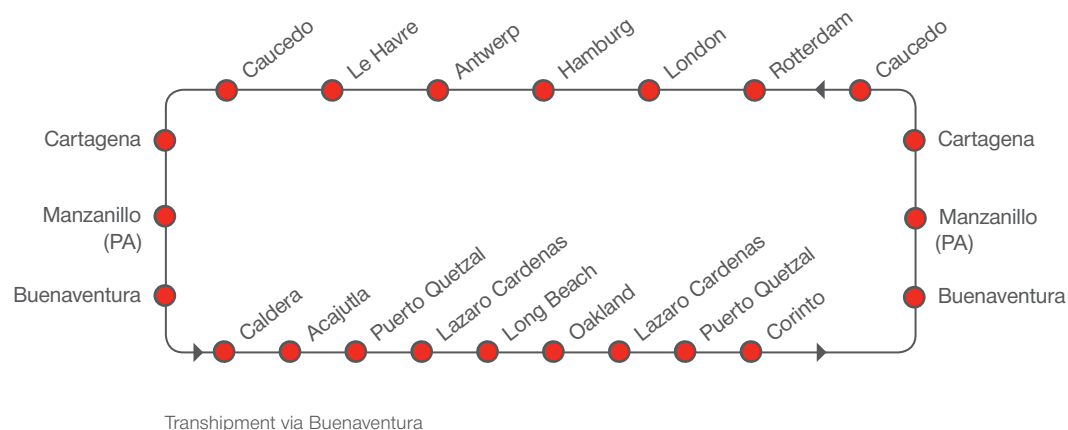 Caucedo
Le Havre
Antwerp
Hamburg
London
Rotterdam
Caucedo
Cartagena
Cartagena
Manzanillo
(PA)
Manzanillo
(PA)
Buenaventura
Buenaventura
Caldera
Acajutla
Puerto Quetzal
Lazaro Cardenas
Long Beach
Oakland
Lazaro Cardenas
Puerto Quetzal
Corinto
Transhipment via Buenaventura